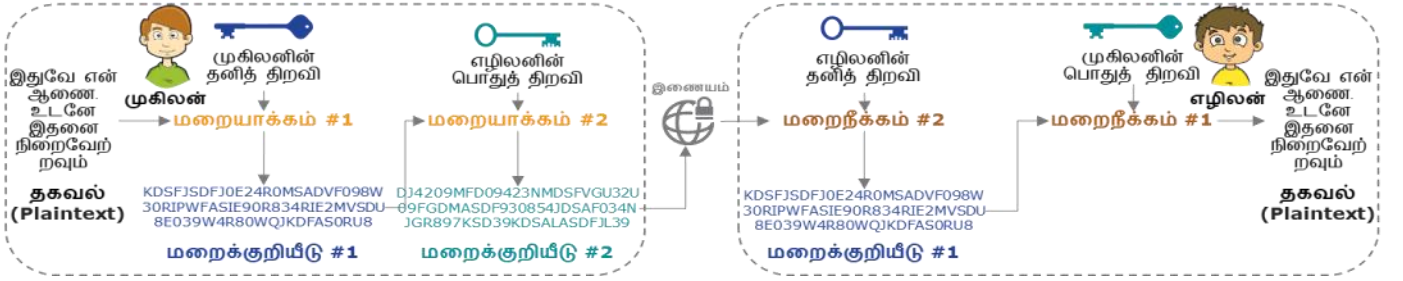 இதுவே என்
ஆணை.
உடனே
இதனை
நிறைவேற்
றவும்
தகவல்
(Plaintext)
முகிலன்
முகிலனின்
தனித் திறவி
மறையாக்கம் #1
KDSFJSDFJ0E24R0MSADVF098W
30RIPWFASIE90R834RIE2MVSDU
8E039W4R80WQJKDFAS0RU8
மறைக்குறியீடு #1
எழிலனின்
பொதுத் திறவி
மறையாக்கம் #2
DJ4209MFD09423NMDSFVGU32U
09FGDMASDF930854JDSAF034N
JGR897KSD39KDSALASDFJL39
மறைக்குறியீடு #2
இணையம்
எழிலனின்
தனித் திறவி
மறைநீக்கம் #2
KDSFJSDFJ0E24R0MSADVF098W
30RIPWFASIE90R834RIE2MVSDU
8E039W4R80WQJKDFAS0RU8
மறைக்குறியீடு #1
முகிலனின்
பொதுத் திறவி
மறைநீக்கம் #1
எழிலன்
இதுவே என்
ஆணை.
உடனே
இதனை
நிறைவேற்
றவும்
தகவல்
(Plaintext)